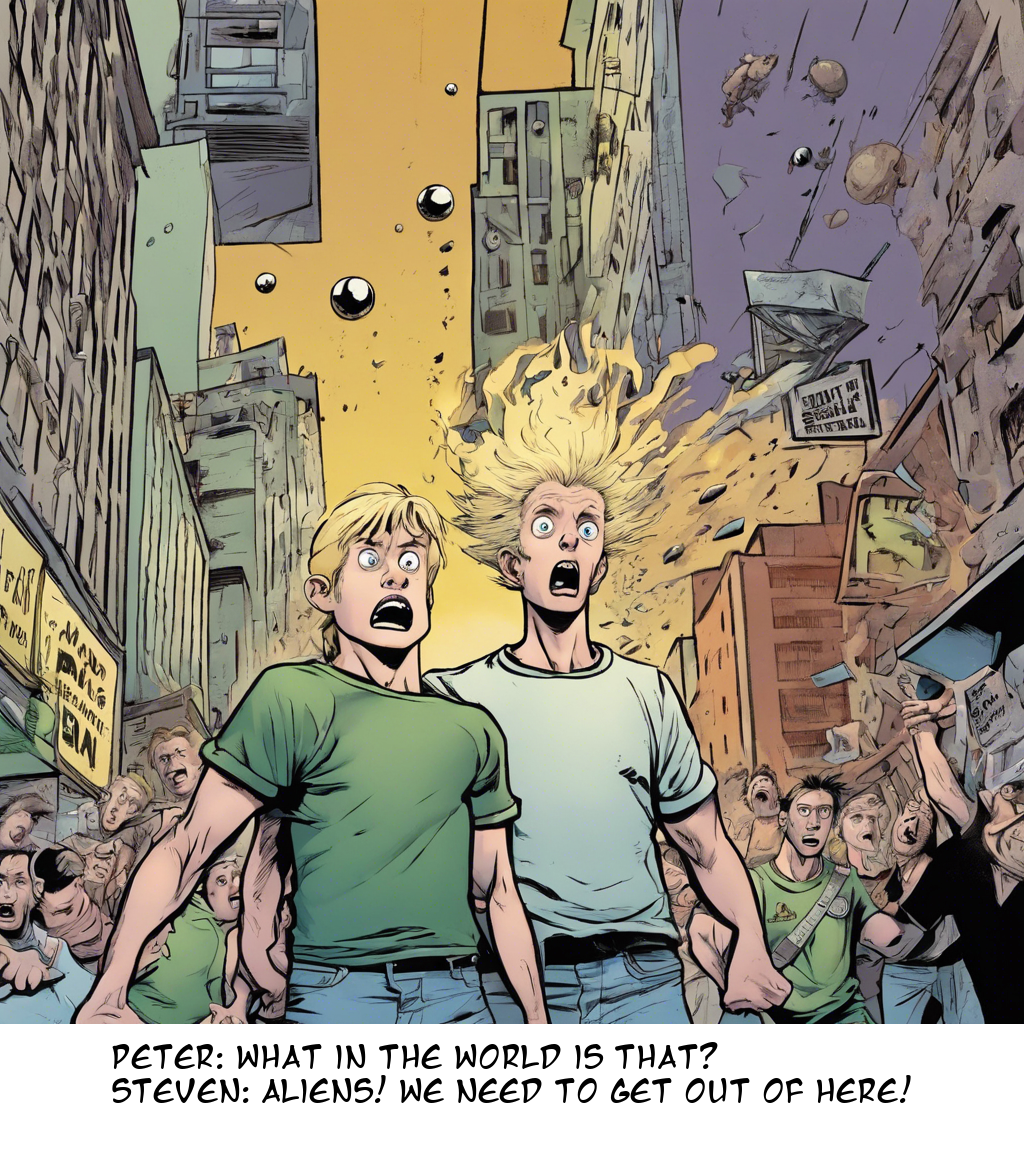 PETER: WHAT IN THE WORLD IS THAT?
STEVEN: ALIENS! WE NEED TO GET OUT OF HERE!